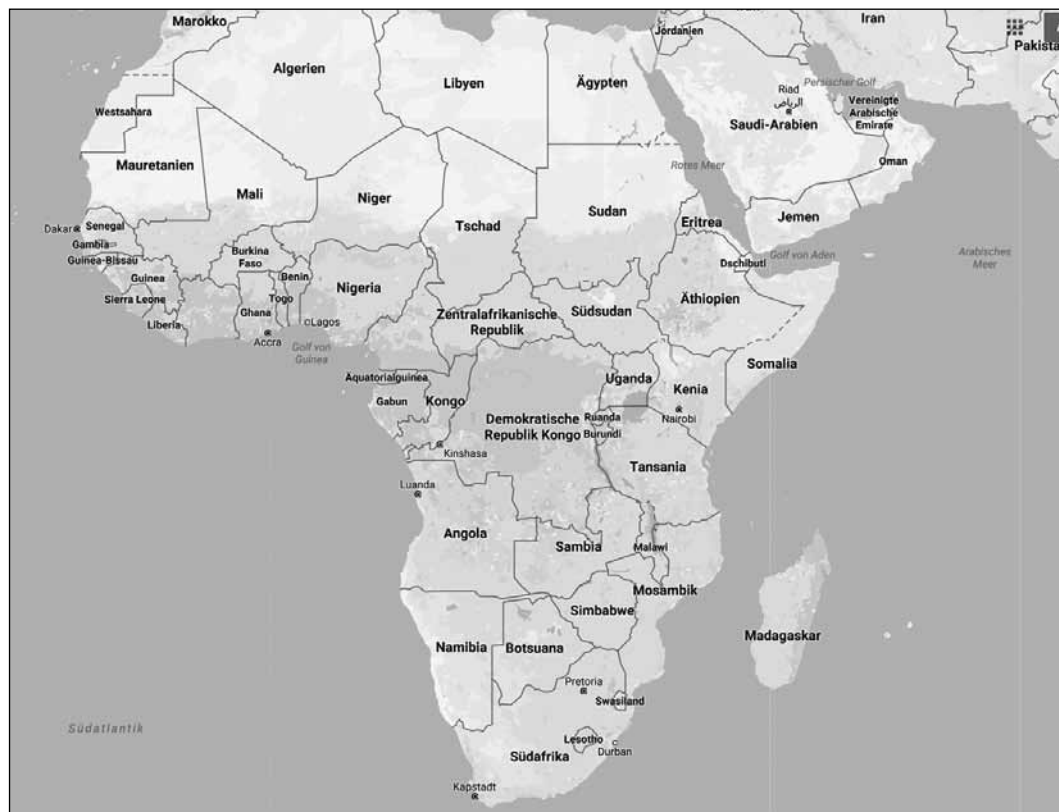 Marokko
Iran
Jordanien
Pakista
Algerien
Libyen
Ägypten
Persischer Golf
Riad
الرياض
Saudi-Arabien
Vereinigte
Arabische
Emirate
Westsahara
Mauretanien
Rotes Meer
Oman
Mali
Niger
Sudan
Jemen
Dakar
Senegal
Tschad
Eritrea
Gambia
Guinea-Bissau
Burkina
Faso
Golf von Aden
Arabisches
Meer
Dschibuti
Guinea
Benin
Nigeria
Äthiopien
Sierra Leone
Togo
Ghana
Zentralafrikanische
Republik
Südsudan
Liberia
Lagos
Accra
Golf von
Guinea
Somalia
Äquatorialguinea
Uganda
Kenia
Gabun
Kongo
Nairobi
Demokratische
Republik Kongo
Ruanda
Burundi
Kinshasa
Tansania
Luanda
Angola
Sambia
Malawi
Mosambik
Simbabwe
Madagaskar
Namibia
Botsuana
Pretoria
Swasiland
Südatlantik
Lesotho
Durban
Südafrika
Kapstadt